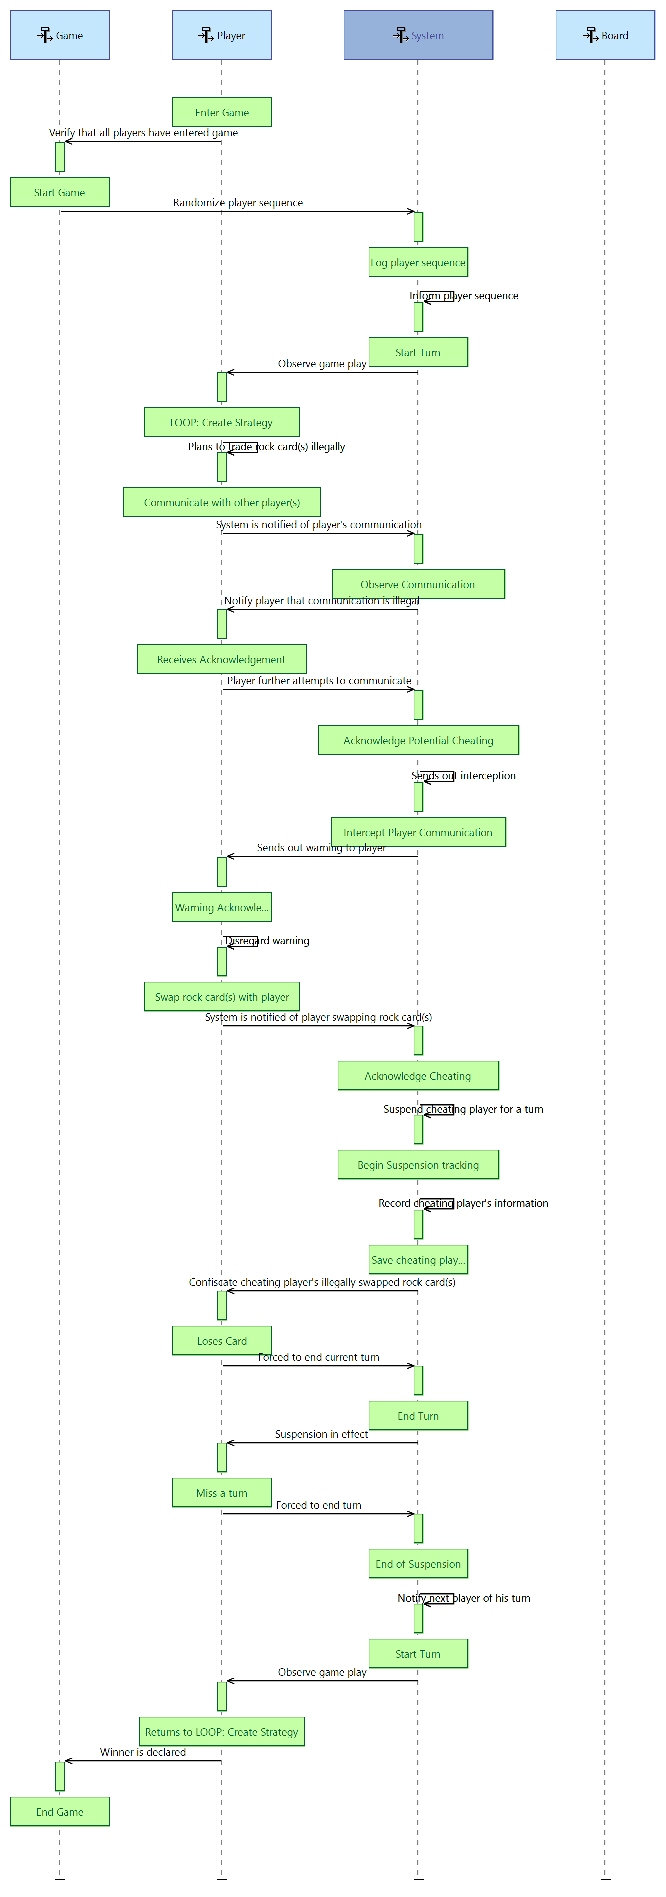 Game
Player
System
Board
Enter Game
Verify that all players have entered game
Start Game
Randomize player sequence
Log player sequence
Inform player sequence
Start Turn
Observe game play
LOOP: Create Strategy
Plans to trade rock card(s) illegally
Communicate with other player(s)
System is notified of player's communication
Observe Communication
Notify player that communication is illegal
Receives Acknowledgement
Player further attempts to communicate
Acknowledge Potential Cheating
Sends out interception
Intercept Player Communication
Sends out warning to player
Warning Acknowle...
Disregard warning
Swap rock card(s) with player
System is notified of player swapping rock card(s)
Acknowledge Cheating
Suspend cheating player for a turn
Begin Suspension tracking
Record cheating player's information
Save cheating play...
Confiscate cheating player's illegally swapped rock card(s)
Loses Card
Forced to end current turn
End Turn
Suspension in effect
Miss a turn
Forced to end turn
End of Suspension
Notify next player of his turn
Start Turn
Observe game play
Returns to LOOP: Create Strategy
Winner is declared
End Game